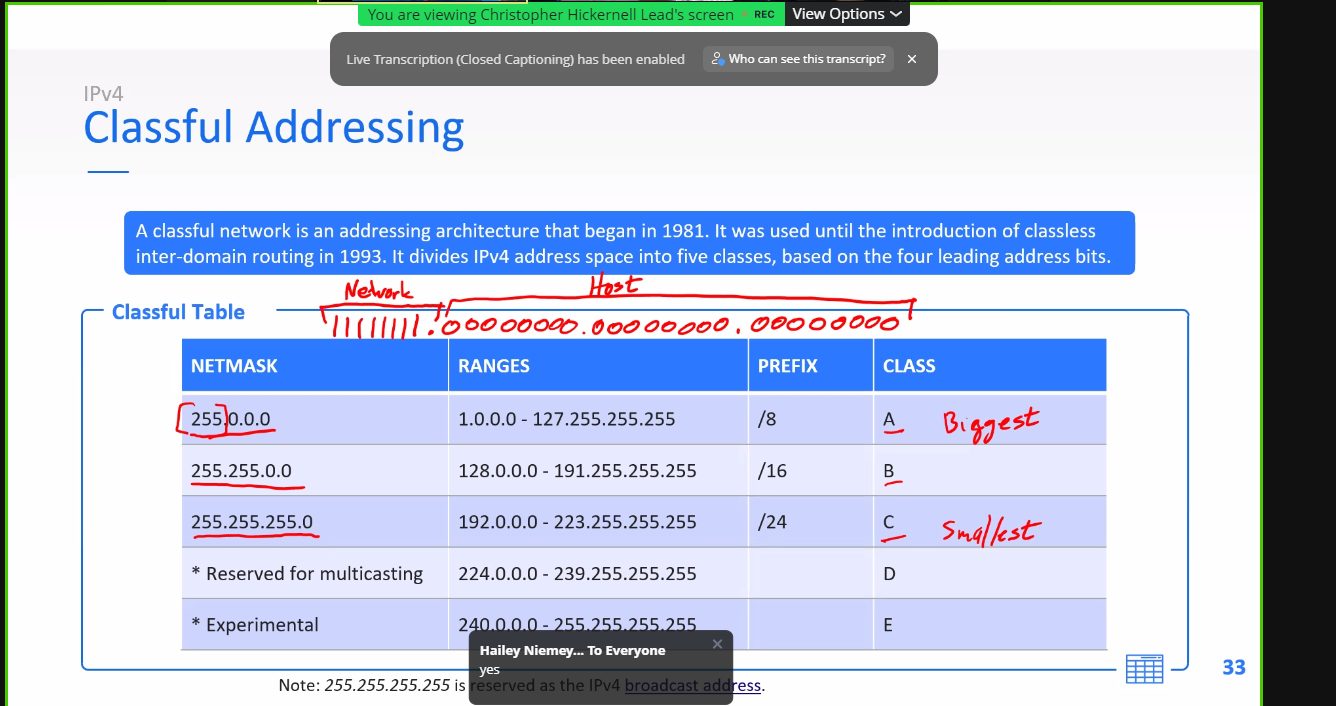 You are viewing Christopher Hickernell Lead's screen REC View Options
Live Transcription (Closed Captioning) has been enabled Who can see this transcript?
IPv4
Classful Addressing
A classful network is an addressing architecture that began in 1981. It was used until the introduction of classless
inter-domain routing in 1993. It divides IPv4 address space into five classes, based on the four leading address bits.
Network Host
Classful Table
11111111.00000000.00000000.00000000
NETMASK RANGES PREFIX CLASS
255.0.0.0 1.0.0.0 - 127.255.255.255 /8 A Biggest
255.255.0.0 128.0.0.0 - 191.255.255.255 /16 B
255.255.255.0 192.0.0.0 - 223.255.255.255 /24 C Smallest
* Reserved for multicasting 224.0.0.0 - 239.255.255.255 D
* Experimental 240.0.0.0 - 255.255.255.255 E
Hailey Niemey... To Everyone
yes
33
Note: 255.255.255.255 is reserved as the IPv4 broadcast address.